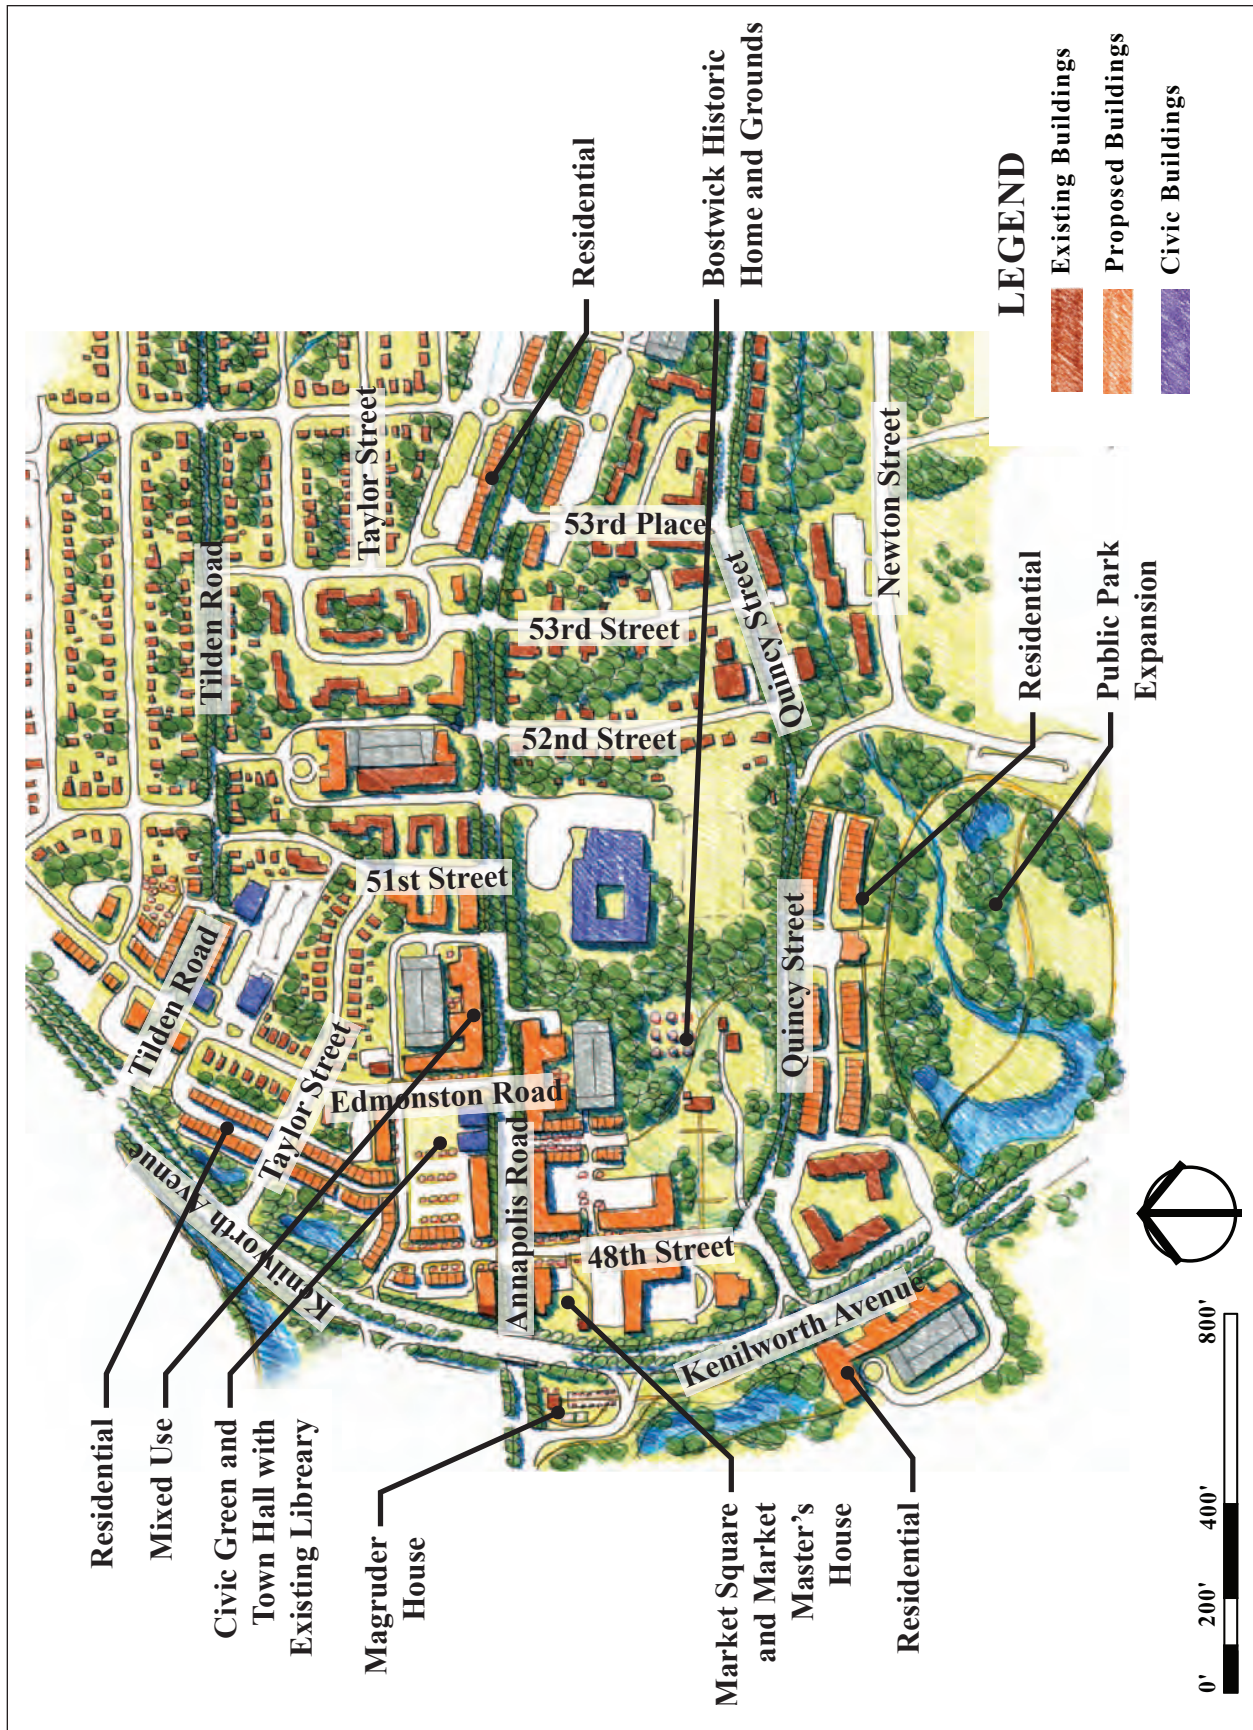 Residential
Mixed Use
Civic Green and
Town Hall with
Existing Libreary
Magruder
House
Market Square
and Market
Master's
House
Residential
Kenilworth Avenue
Tilden Road
Taylor Street
Edmonston Road
Annapolis Road
48th Street
Kenilworth Avenue
51st Street
Quincy Street
Tilden Road
Taylor Street
52nd Street
53rd Street
53rd Place
Quincy Street
Newton Street
Residential
Bostwick Historic
Home and Grounds
Residential
Public Park
Expansion
LEGEND
Existing Buildings
Proposed Buildings
Civic Buildings
0' 200' 400' 800'